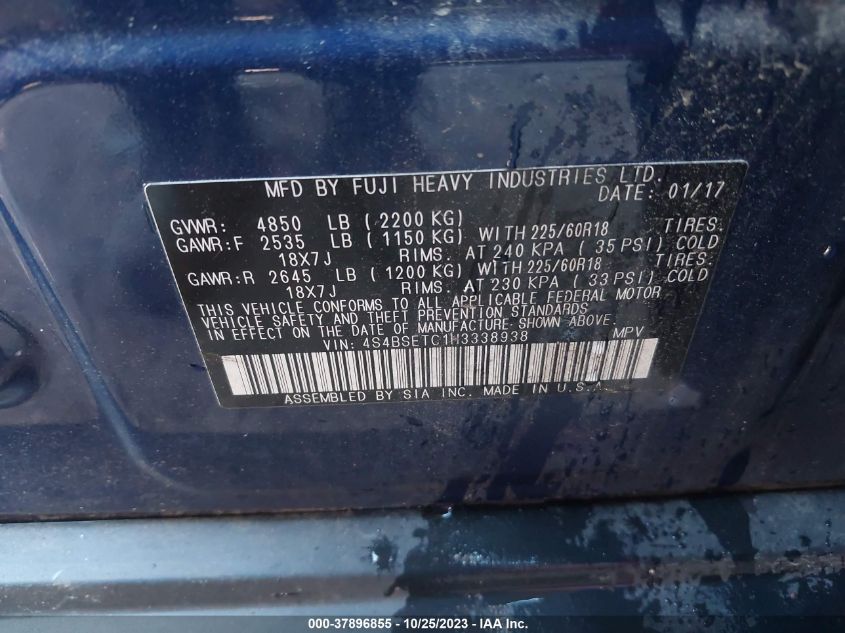 MFD BY FUJI HEAVY INDUSTRIES LTD.
DATE: 01/17
GVWR: 4850 LB (2200 KG)
GAWR:F 2535 LB (1150 KG) WITH 225/60R18 TIRES
18X7J RIMS. AT 240 KPA (35 PSI) COLD
GAWR:R 2645 LB (1200 KG) WITH 225/60R18 TIRES
18X7J RIMS. AT 230 KPA (33 PSI) COLD
THIS VEHICLE CONFORMS TO ALL APPLICABLE FEDERAL MOTOR
VEHICLE SAFETY AND THEFT PREVENTION STANDARDS
IN EFFECT ON THE DATE OF MANUFACTURE SHOWN ABOVE.
VIN: 4S4BSETC1H3338938 MPV
ASSEMBLED BY SIA INC. MADE IN U.S.A.
000-37896855 - 10/25/2023 - IAA Inc.